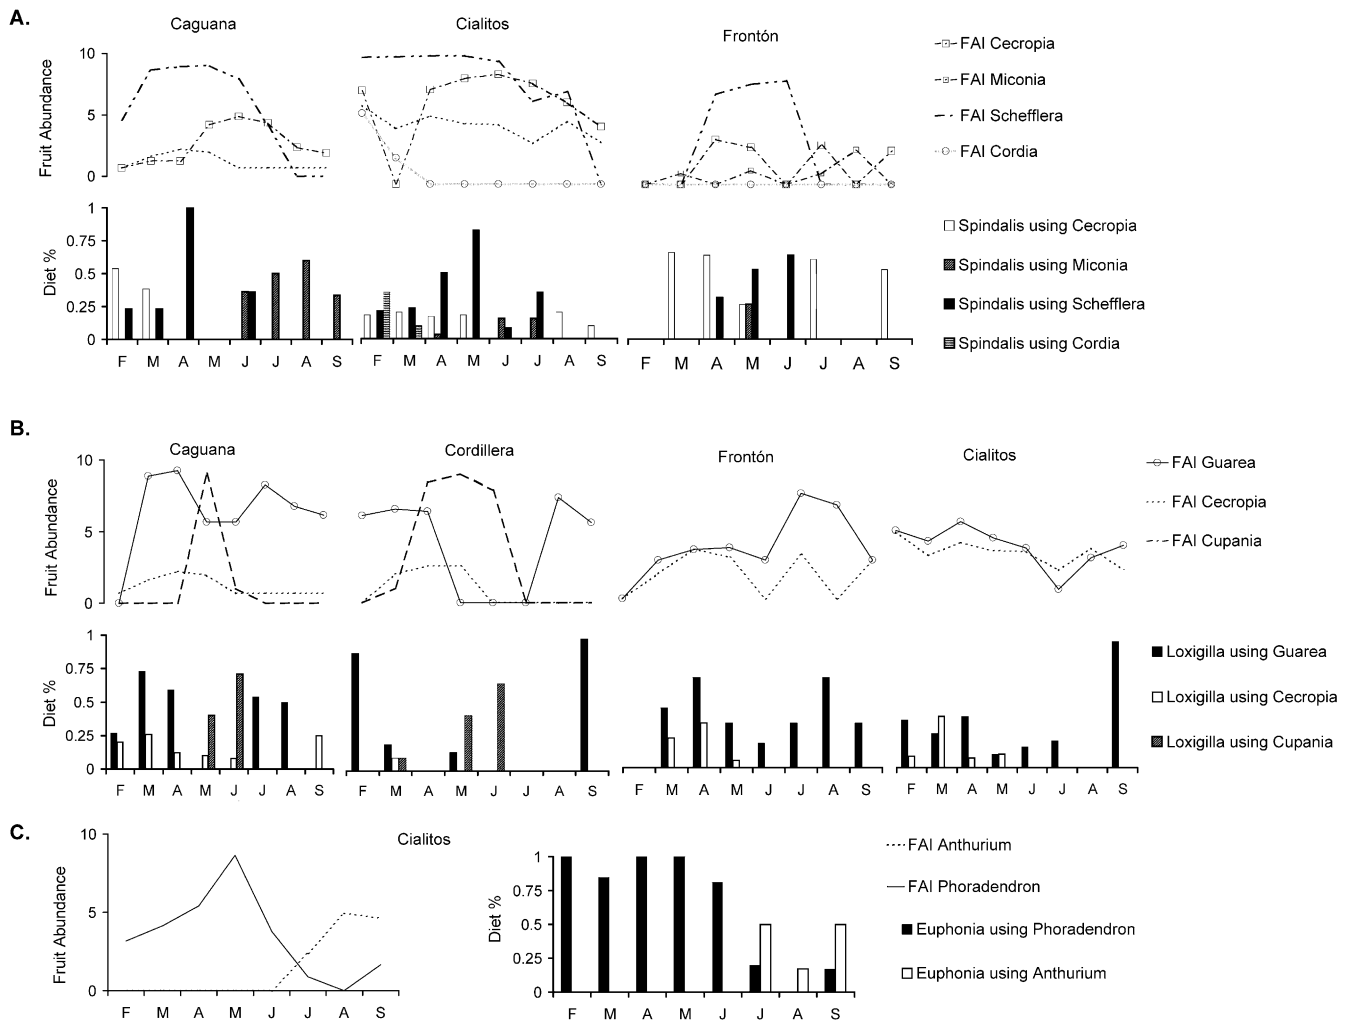 A.
Caguana
Cialitos
Frontón
10
5
0
Fruit Abundance
FAI Cecropia
FAI Miconia
FAI Schefflera
FAI Cordia
1
0.75
0.5
0.25
0
Diet %
F M A M J J A S
F M A M J J A S
F M A M J J A S
Spindalis using Cecropia
Spindalis using Miconia
Spindalis using Schefflera
Spindalis using Cordia
B.
Caguana
Cordillera
Frontón
Cialitos
10
5
0
Fruit Abundance
FAI Guarea
FAI Cecropia
FAI Cupania
1
0.75
0.5
0.25
0
Diet %
F M A M J J A S
F M A M J J A S
F M A M J J A S
F M A M J J A S
Loxigilla using Guarea
Loxigilla using Cecropia
Loxigilla using Cupania
C.
Cialitos
10
5
0
Fruit Abundance
F M A M J J A S
1
0.75
0.5
0.25
0
Diet %
F M A M J J A S
FAI Anthurium
FAI Phoradendron
Euphonia using Phoradendron
Euphonia using Anthurium